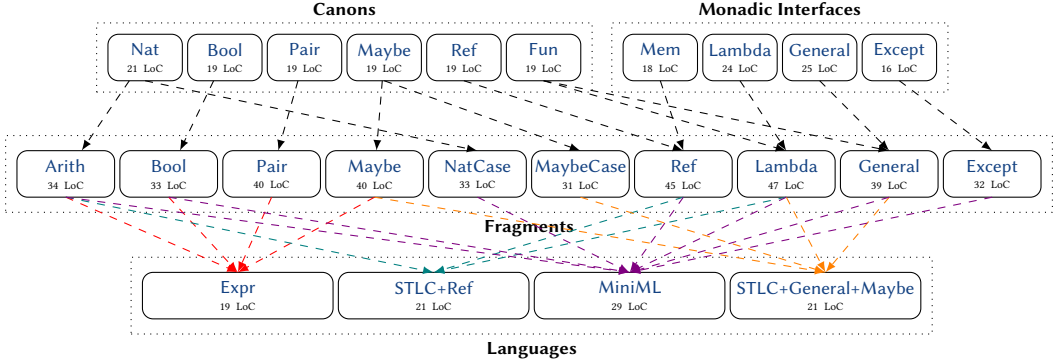 Canons Monadic Interfaces
Nat Bool Pair Maybe Ref Fun Mem Lambda General Except
21 LoC 19 LoC 19 LoC 19 LoC 19 LoC 19 LoC 18 LoC 24 LoC 25 LoC 16 LoC
Arith Bool Pair Maybe NatCase MaybeCase Ref Lambda General Except
34 LoC 33 LoC 40 LoC 40 LoC 33 LoC 31 LoC 45 LoC 47 LoC 39 LoC 32 LoC
Fragments
Expr STLC+Ref MiniML STLC+General+Maybe
19 LoC 21 LoC 29 LoC 21 LoC
Languages